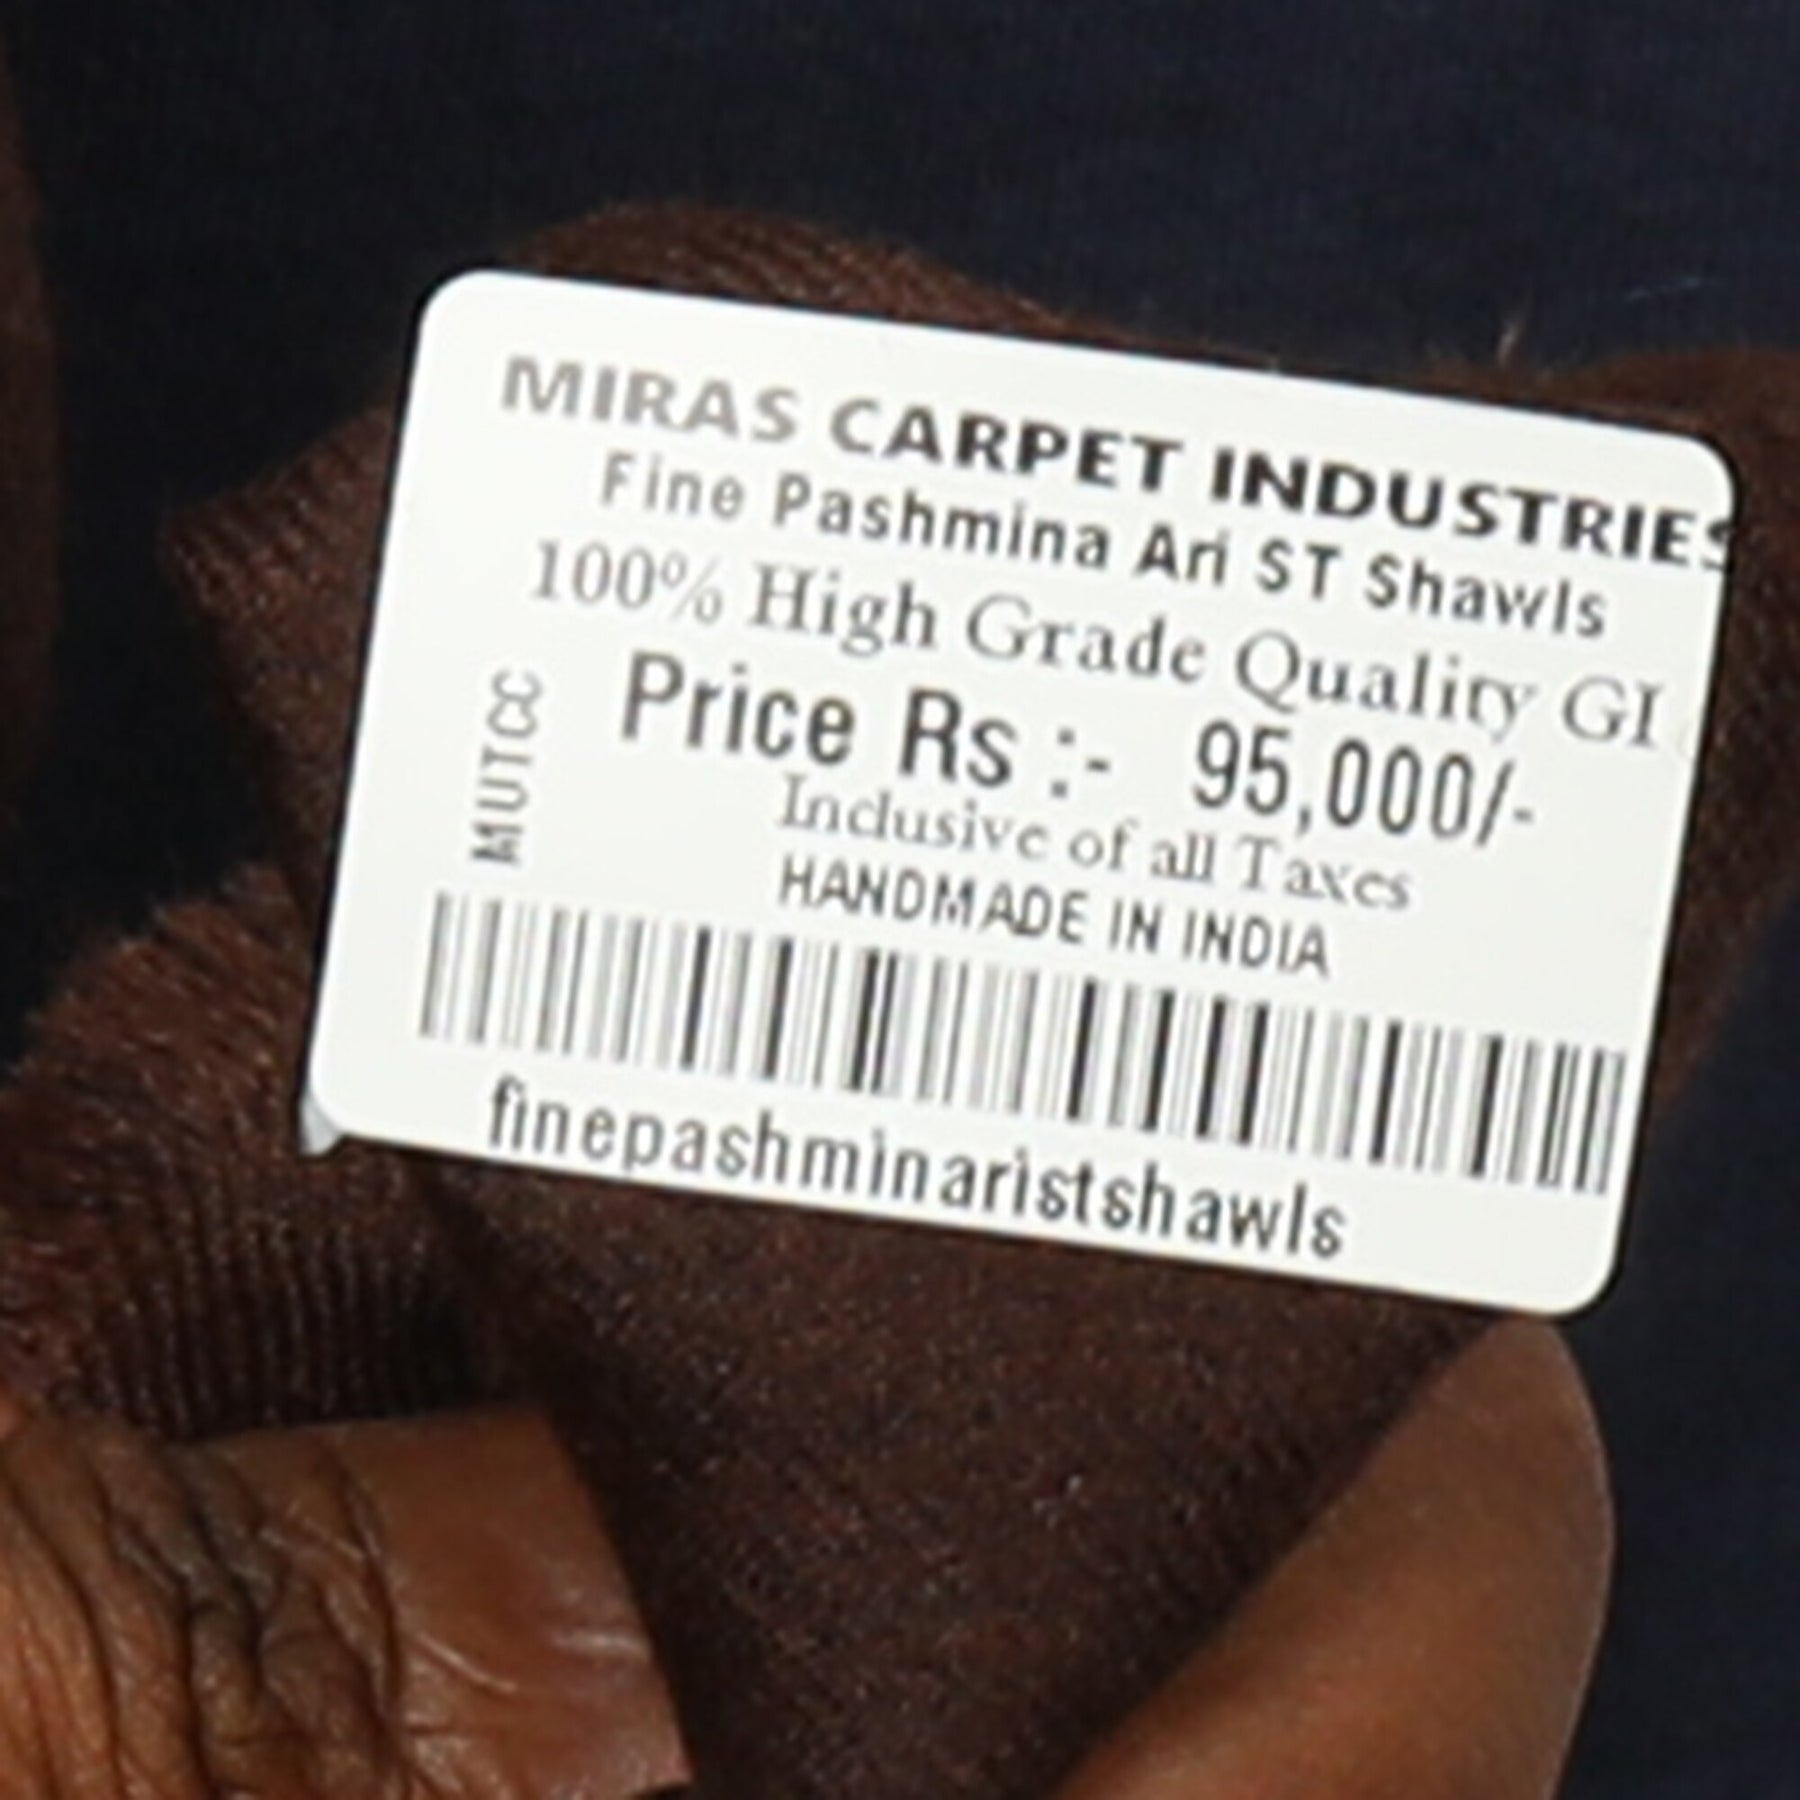 MIRAS CARPET INDUSTRIES
Fine Pashmina Ari ST Shawls
100% High Grade Quality GI
Price Rs :- 95,000/-
Inclusive of all Taxes
HANDMADE IN INDIA
MUTCC
finepashminaristshawls